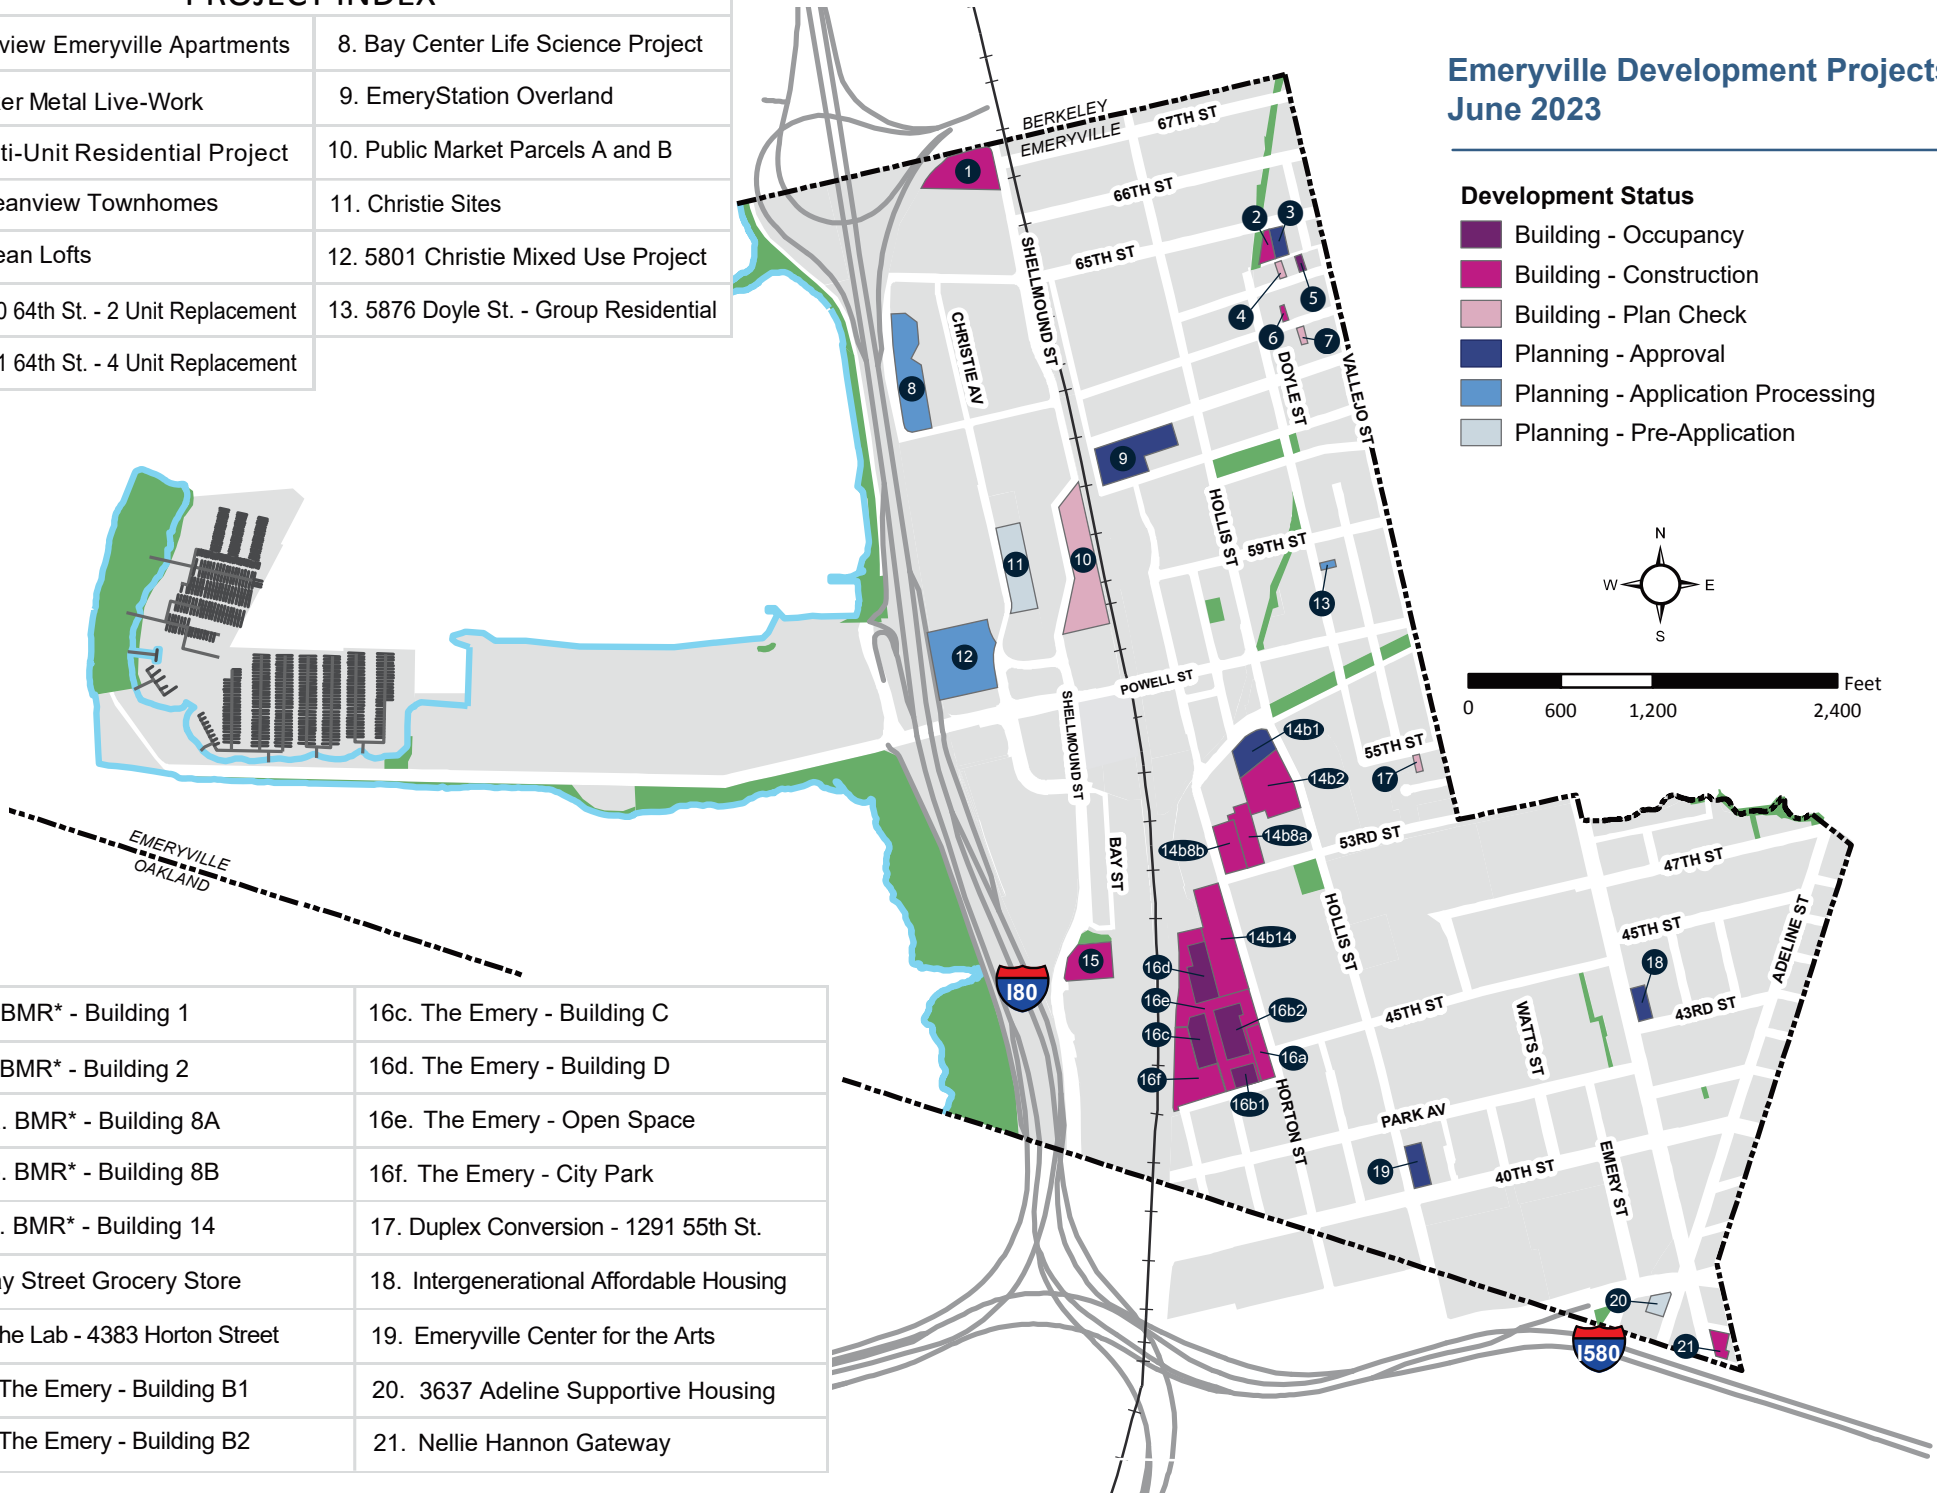 PROJECT INDEX
view Emeryville Apartments
8. Bay Center Life Science Project
er Metal Live-Work
9. EmeryStation Overland
ti-Unit Residential Project
10. Public Market Parcels A and B
eanview Townhomes
11. Christie Sites
ean Lofts
12. 5801 Christie Mixed Use Project
0 64th St. - 2 Unit Replacement
13. 5876 Doyle St. - Group Residential
1 64th St. - 4 Unit Replacement
Emeryville Development Projects
June 2023
Development Status
Building - Occupancy
Building - Construction
Building - Plan Check
Planning - Approval
Planning - Application Processing
Planning - Pre-Application
N
W
E
S
Feet
0
600
1,200
2,400
BERKELEY
EMERYVILLE
67TH ST
66TH ST
65TH ST
SHELLMOUND ST
CHRISTIE AV
DOYLE ST
VALLEJO ST
HOLLIS ST
59TH ST
POWELL ST
SHELLMOUND ST
BAY ST
55TH ST
53RD ST
HOLLIS ST
47TH ST
45TH ST
45TH ST
43RD ST
ADELINE ST
WATTS ST
PARK AV
40TH ST
EMERY ST
HORTON ST
EMERYVILLE
OAKLAND
I80
I580
1
2
3
4
5
6
7
8
9
10
11
12
13
14b1
14b2
14b8a
14b8b
14b14
15
16d
16e
16c
16f
16b2
16a
16b1
17
18
19
20
21
BMR* - Building 1
16c. The Emery - Building C
BMR* - Building 2
16d. The Emery - Building D
. BMR* - Building 8A
16e. The Emery - Open Space
. BMR* - Building 8B
16f. The Emery - City Park
. BMR* - Building 14
17. Duplex Conversion - 1291 55th St.
y Street Grocery Store
18. Intergenerational Affordable Housing
he Lab - 4383 Horton Street
19. Emeryville Center for the Arts
The Emery - Building B1
20. 3637 Adeline Supportive Housing
The Emery - Building B2
21. Nellie Hannon Gateway